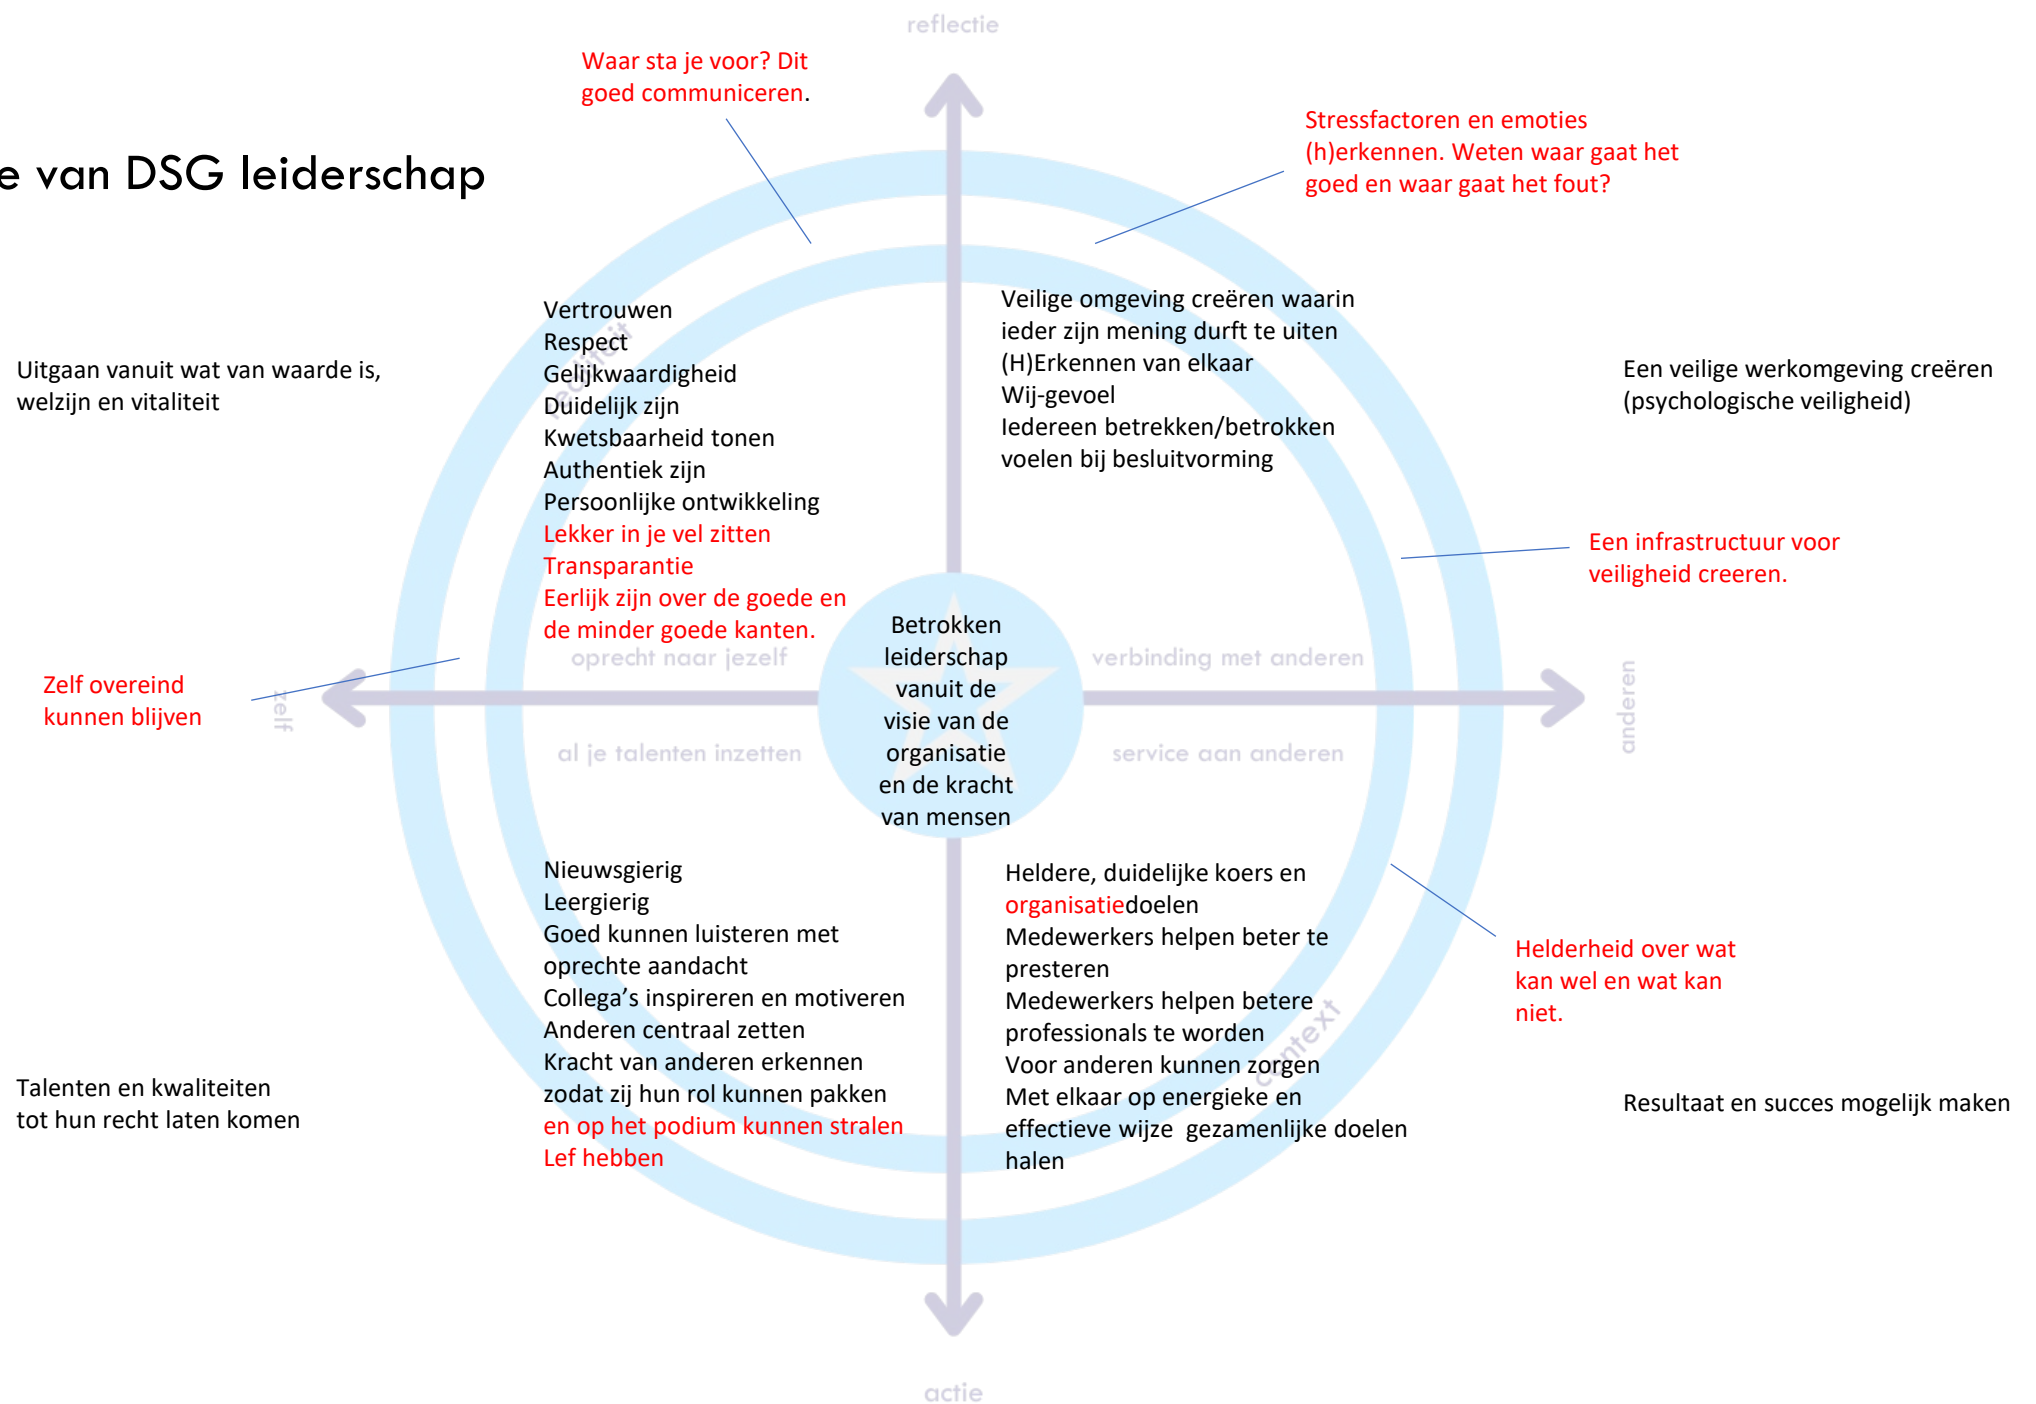 reflectie
Waar sta je voor? Dit
goed communiceren.
Stressfactoren en emoties
(h)erkennen. Weten waar gaat het
goed en waar gaat het fout?
e van DSG leiderschap
Uitgaan vanuit wat van waarde is,
welzijn en vitaliteit
Vertrouwen
Respect
Gelijkwaardigheid
Duidelijk zijn
Kwetsbaarheid tonen
Authentiek zijn
Persoonlijke ontwikkeling
Lekker in je vel zitten
Transparantie
Eerlijk zijn over de goede en
de minder goede kanten.
Veilige omgeving creëren waarin
ieder zijn mening durft te uiten
(H)Erkennen van elkaar
Wij-gevoel
Iedereen betrekken/betrokken
voelen bij besluitvorming
Een veilige werkomgeving creëren
(psychologische veiligheid)
Een infrastructuur voor
veiligheid creeren.
oprecht naar jezelf
verbinding met anderen
Zelf overeind
kunnen blijven
zelf
Betrokken
leiderschap
vanuit de
visie van de
organisatie
en de kracht
van mensen
anderen
al je talenten inzetten
service aan anderen
Nieuwsgierig
Leergierig
Goed kunnen luisteren met
oprechte aandacht
Collega’s inspireren en motiveren
Anderen centraal zetten
Kracht van anderen erkennen
zodat zij hun rol kunnen pakken
en op het podium kunnen stralen
Lef hebben
Heldere, duidelijke koers en
organisatiedoelen
Medewerkers helpen beter te
presteren
Medewerkers helpen betere
professionals te worden
Voor anderen kunnen zorgen
Met elkaar op energieke en
effectieve wijze  gezamenlijke doelen
halen
context
Helderheid over wat
kan wel en wat kan
niet.
Talenten en kwaliteiten
tot hun recht laten komen
Resultaat en succes mogelijk maken
actie